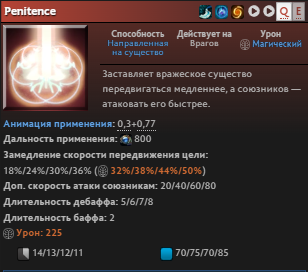 Penitence Q E
Способность Действует на Урон
Направленная на существо Врагов Магический
Заставляет вражеское существо
передвигаться медленнее, а союзников —
атаковать его быстрее.
Анимация применения: 0,3+0,77
Дальность применения: 800
Замедление скорости передвижения цели:
18%/24%/30%/36% ( 32%/38%/44%/50%)
Доп. скорость атаки союзникам: 20/40/60/80
Длительность дебаффа: 5/6/7/8
Длительность баффа: 2
Урон: 225
14/13/12/11 70/75/70/85